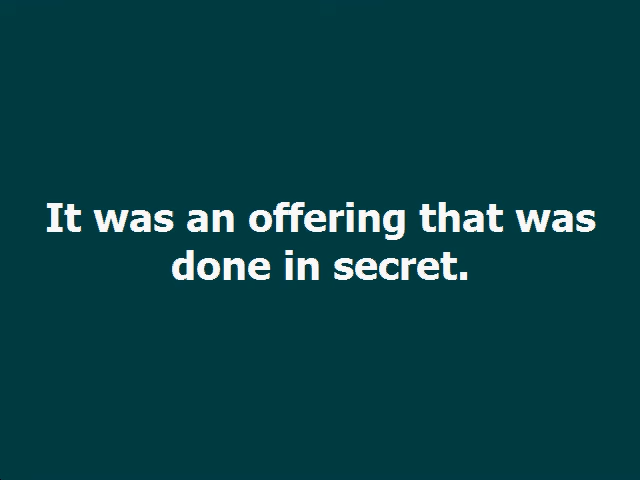 It was an offering that was
done in secret.